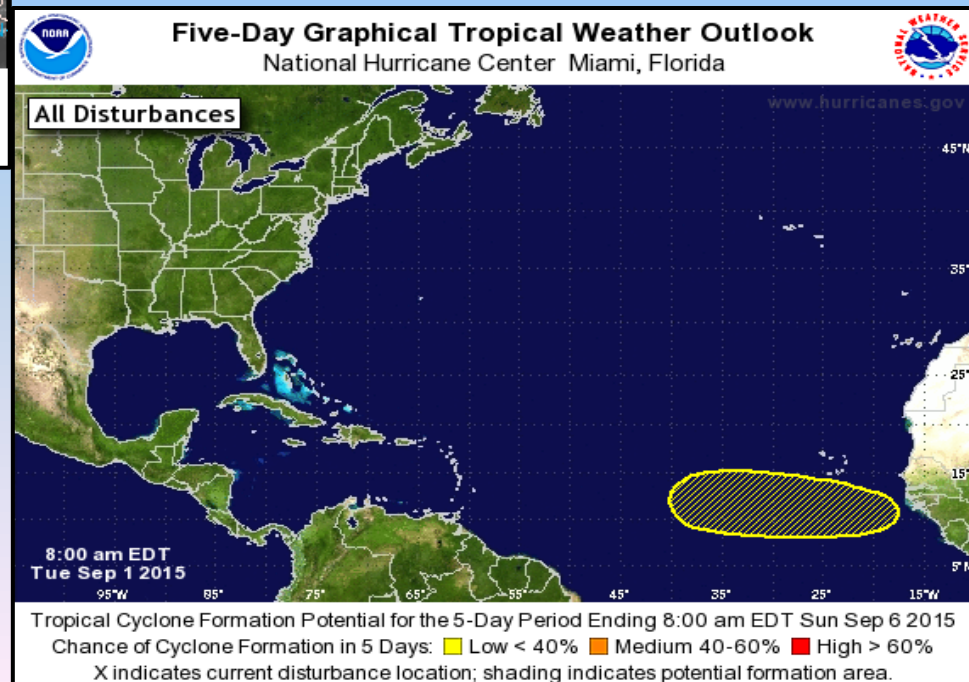 NOAA
Five-Day Graphical Tropical Weather Outlook
National Hurricane Center Miami, Florida
All Disturbances
www.hurricanes.gov
45°N
35°
25°
15°
5°N
8:00 am EDT
Tue Sep 1 2015
95°W 85° 75° 65° 55° 45° 35° 25° 15°W
Tropical Cyclone Formation Potential for the 5-Day Period Ending 8:00 am EDT Sun Sep 6 2015
Chance of Cyclone Formation in 5 Days: Low < 40% Medium 40-60% High > 60%
X indicates current disturbance location; shading indicates potential formation area.